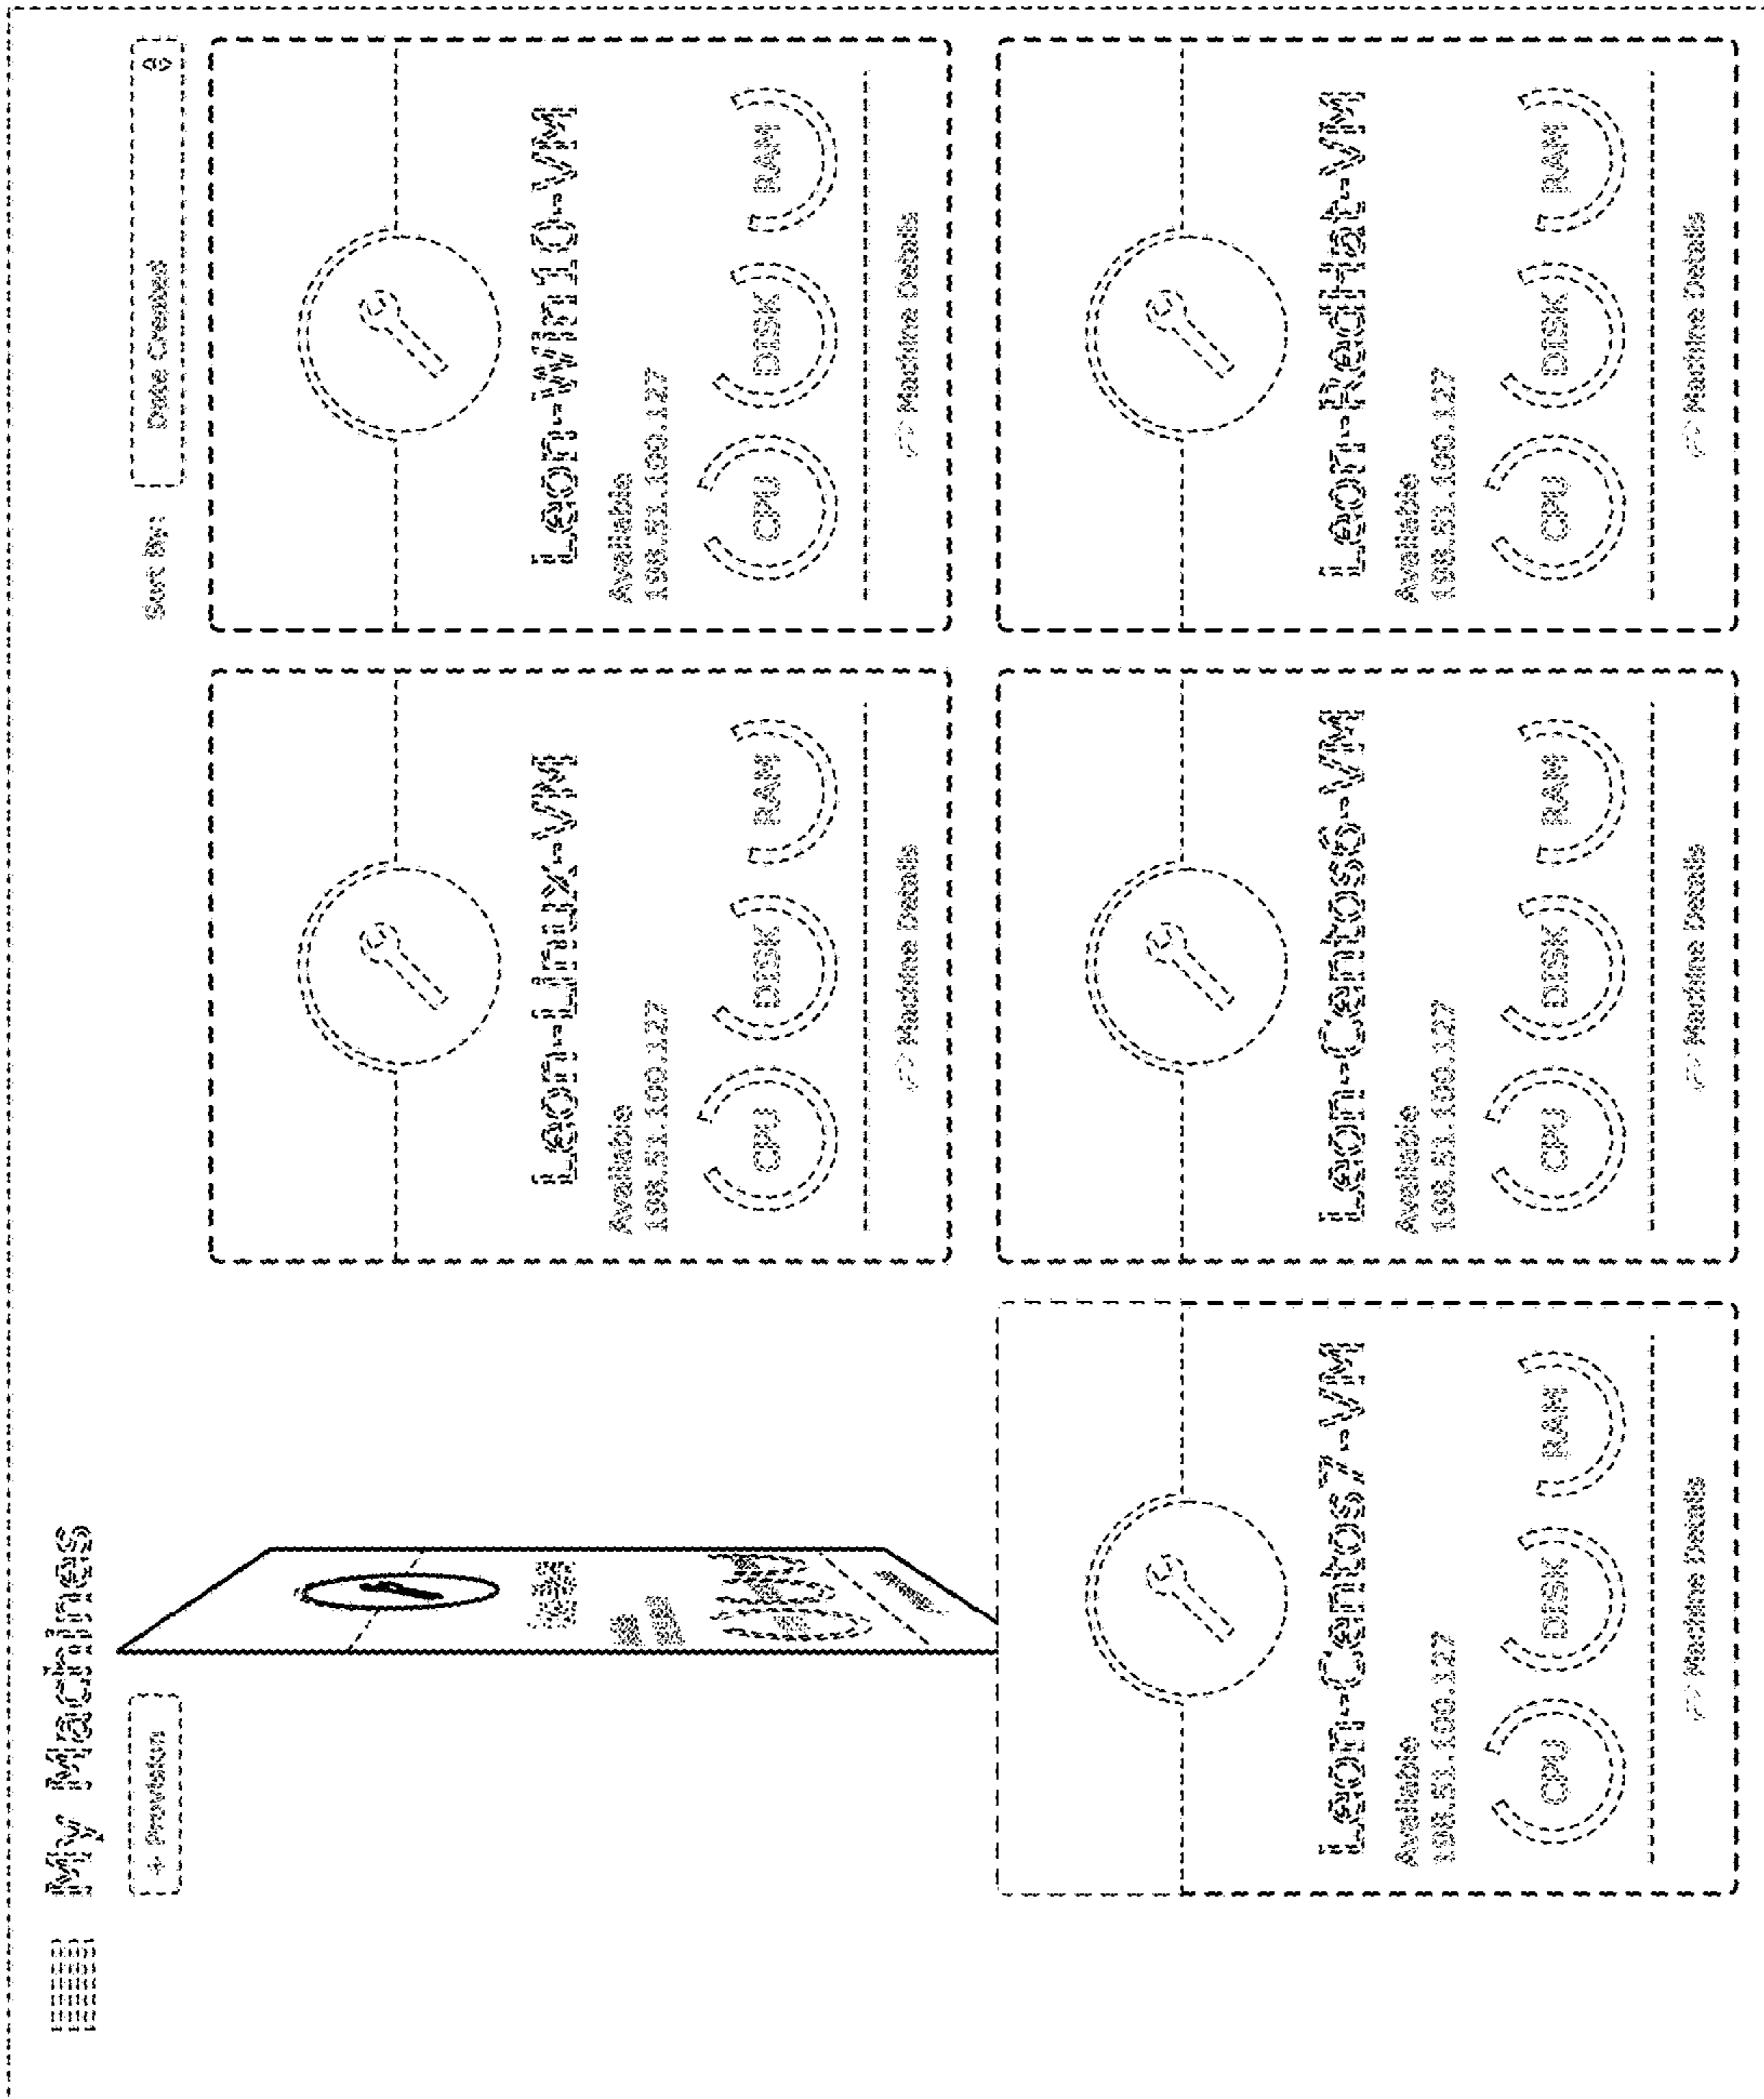 My Machines
+ Provision
Sort By: Date Created
Leon-Linux-VM
Available
198.51.100.127
CPU DISK RAM
Machine Details
Leon-Win10-VM
Available
198.51.100.127
CPU DISK RAM
Machine Details
Leon-Centos7-VM
Available
198.51.100.127
CPU DISK RAM
Machine Details
Leon-Centos6-VM
Available
198.51.100.127
CPU DISK RAM
Machine Details
Leon-RedHat-VM
Available
198.51.100.127
CPU DISK RAM
Machine Details